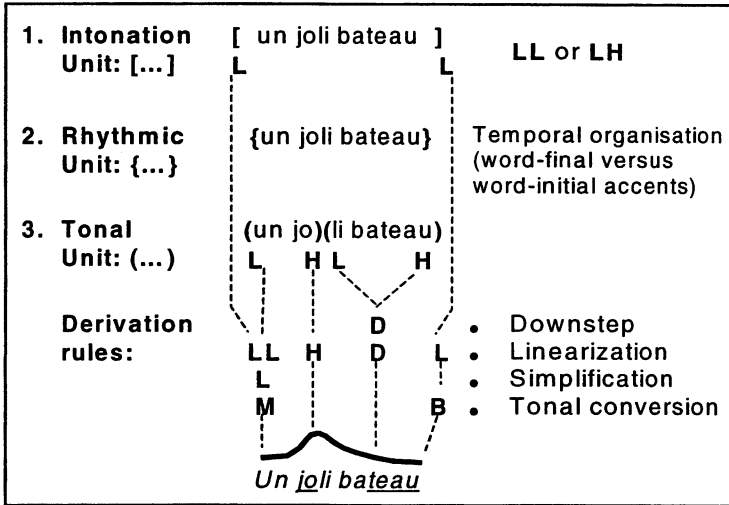 1. Intonation [ un joli bateau ] LL or LH
Unit: [...] L L
2. Rhythmic {un joli bateau} Temporal organisation
Unit: {...} (word-final versus
word-initial accents)
3. Tonal (un jo)(li bateau)
Unit: (...) L H L H
Derivation D • Downstep
rules: LL H D L • Linearization
L • Simplification
M B • Tonal conversion
Un joli bateau